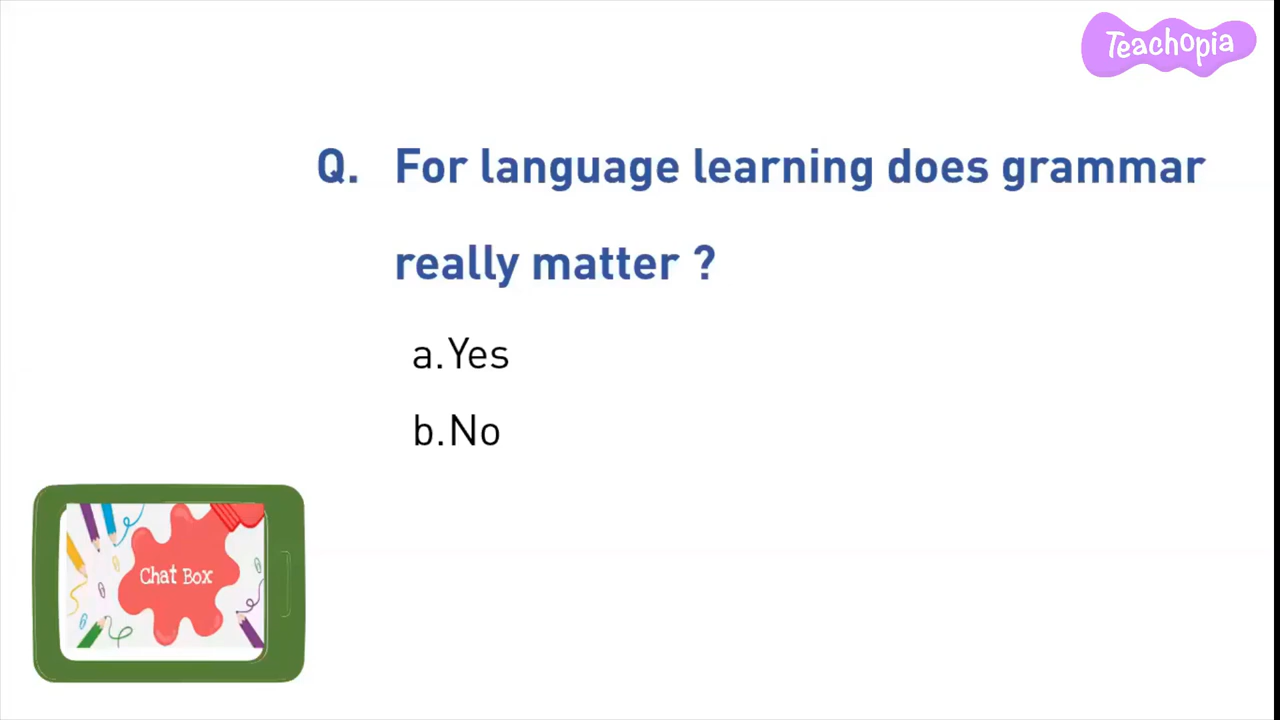 Teachopia
Q. For language learning does grammar
really matter ?
a.Yes
b.No
Chat Box